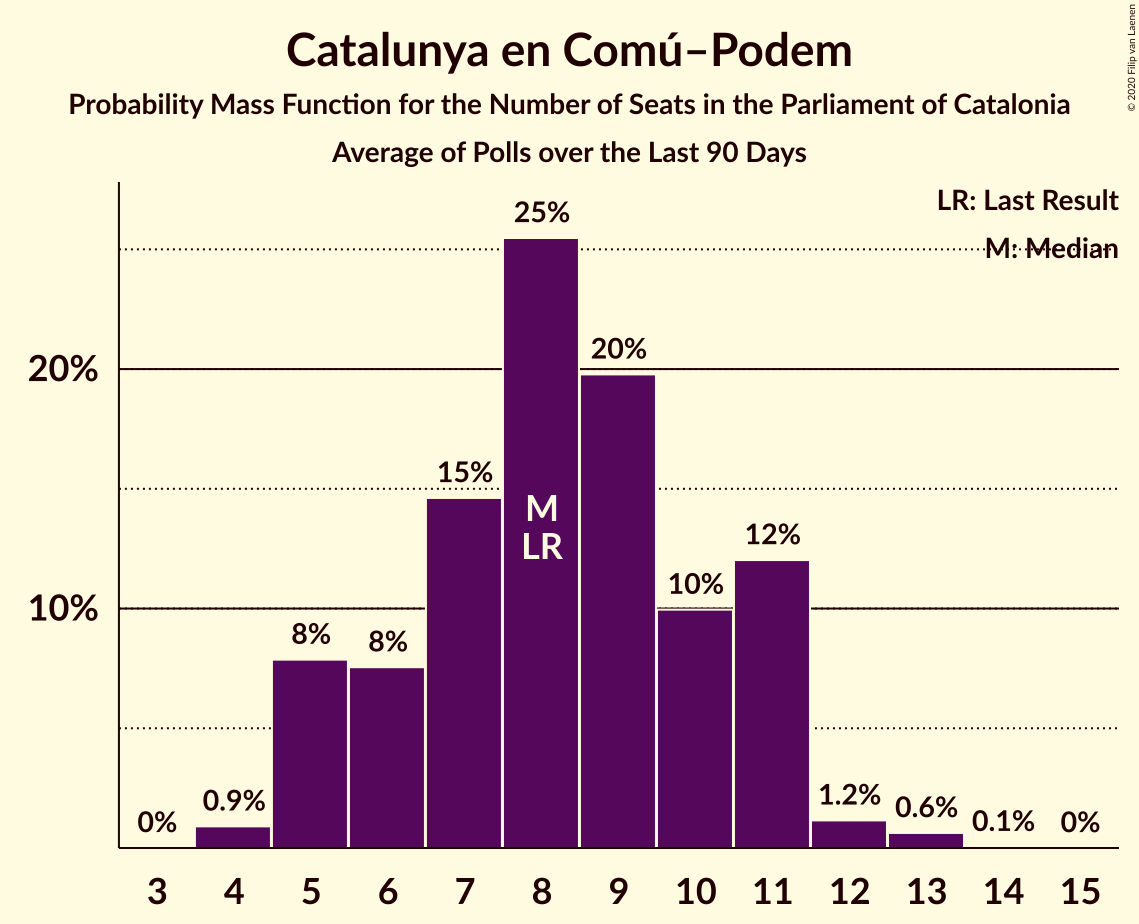 Catalunya en Comú–Podem
Probability Mass Function for the Number of Seats in the Parliament of Catalonia
Average of Polls over the Last 90 Days
© 2020 Filip van Laenen
LR: Last Result
M: Median
25%
20%
20%
15%
M
LR
12%
10%
10%
8%
8%
0%
0.9%
1.2%
0.6%
0.1%
0%
3 4 5 6 7 8 9 10 11 12 13 14 15